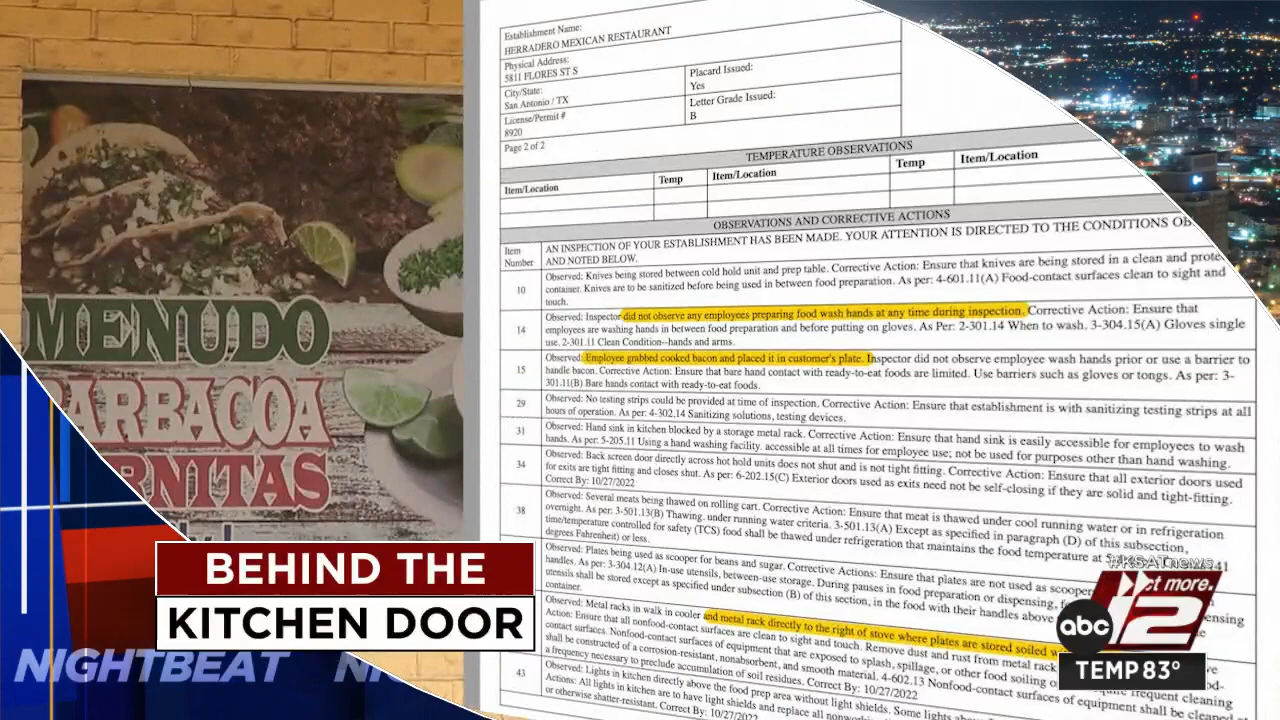 Establishment Name:
HERRADERO MEXICAN RESTAURANT
Physical Address:
5811 FLORES ST S
City/State:
San Antonio / TX
License/Permit #
8920
Page 2 of 2
Placard Issued:
Yes
Letter Grade Issued:
B
TEMPERATURE OBSERVATIONS
Item/Location Temp Item/Location Temp Item/Location
OBSERVATIONS AND CORRECTIVE ACTIONS
Item
Number
AN INSPECTION OF YOUR ESTABLISHMENT HAS BEEN MADE. YOUR ATTENTION IS DIRECTED TO THE CONDITIONS
AND NOTED BELOW.
10
Observed: Knives being stored between cold hold unit and prep table. Corrective Action: Ensure that knives are being stored in a clean and
container. Knives are to be sanitized before being used in between food preparation. As per: 4-601.11(A) Food-contact surfaces clean to sight and
touch.
14
Observed: Inspector did not observe any employees preparing food wash hands at any time during inspection. Corrective Action: Ensure that
employees are washing hands in between food preparation and before putting on gloves. As Per: 2-301.14 When to wash. 3-304.15(A) Gloves single
use. 2-301.11 Clean Condition--hands and arms.
15
Observed: Employee grabbed cooked bacon and placed it in customer's plate. Inspector did not observe employee wash hands prior or use a barrier to
handle bacon. Corrective Action: Ensure that bare hand contact with ready-to-eat foods are limited. Use barriers such as gloves or tongs. As per: 3-
301.11(B) Bare hands contact with ready-to-eat foods.
29
Observed: No testing strips could be provided at time of inspection. Corrective Action: Ensure that establishment is with sanitizing testing strips at all
hours of operation. As per: 4-302.14 Sanitizing solutions, testing devices.
31
Observed: Hand sink in kitchen blocked by a storage metal rack. Corrective Action: Ensure that hand sink is easily accessible for employees to wash
hands. As per: 5-205.11 Using a hand washing facility. accessible at all times for employee use; not be used for purposes other than hand washing.
34
Observed: Back screen door directly across hot hold units does not shut and is not tight fitting. Corrective Action: Ensure that all exterior doors used
for exits are tight fitting and closes shut. As per: 6-202.15(C) Exterior doors used as exits need not be self-closing if they are solid and tight-fitting.
Correct By: 10/27/2022
38
Observed: Several meats being thawed on rolling cart. Corrective Action: Ensure that meat is thawed under cool running water or in refrigeration
overnight. As per: 3-501.13(B) Thawing. under running water criteria. 3-501.13(A) Except as specified in paragraph (D) of this subsection,
time/temperature controlled for safety (TCS) food shall be thawed under refrigeration that maintains the food temperature at
degrees Fahrenheit) or less.
Observed: Plates being used as scooper for beans and sugar. Corrective Actions: Ensure that plates are not used as scooper
handles. As per: 3-304.12(A) In-use utensils, between-use storage. During pauses in food preparation or dispensing,
utensils shall be stored except as specified under subsection (B) of this section, in the food with their handles above
container.
Observed: Metal racks in walk in cooler and metal rack directly to the right of stove where plates are stored soiled
Action: Ensure that all nonfood-contact surfaces are clean to sight and touch. Remove dust and rust from metal rack
contact surfaces. Nonfood-contact surfaces of equipment that are exposed to splash, spillage, or other food soiling
shall be constructed of a corrosion-resistant, nonabsorbent, and smooth material. 4-602.13 Nonfood-contact surfaces of equipment shall be cleaned
a frequency necessary to preclude accumulation of soil residues. Correct By: 10/27/2022
43
Observed: Lights in kitchen directly above the food prep area without light shields. Some lights
Actions: All lights in kitchen are to have light shields and replace all
or otherwise shatter-resistant. Correct By: 10/27/2022
MENUDO
BARBACOA
RNITAS
BEHIND THE
KITCHEN DOOR
NIGHTBEAT
#KSATnews
et more.
abc 12
TEMP 83°